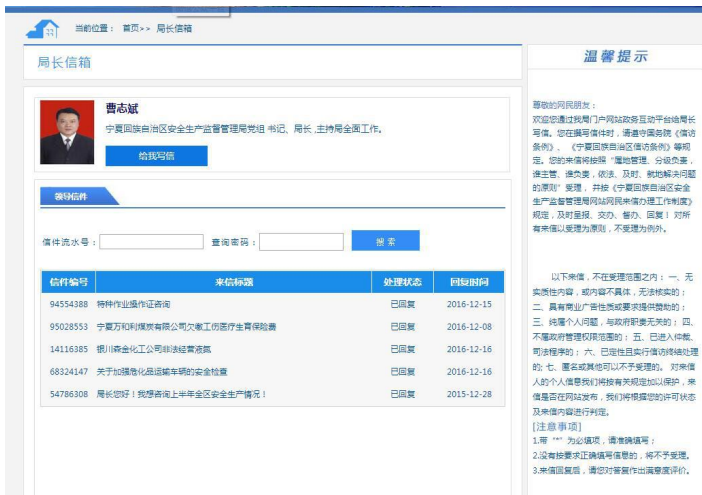 当前位置： 首页>> 局长信箱
局长信箱
曹志斌
宁夏回族自治区安全生产监督管理局党组 书记、局长 ,主持局全面工作。
给我写信
领导信件
信件流水号： 查询密码： 搜 索
信件编号 来信标题 处理状态 回复时间
94554388 特种作业操作证咨询 已回复 2016-12-15
95028553 宁夏万和利煤炭有限公司欠缴工伤医疗生育保险费 已回复 2016-12-08
14116385 银川森金化工公司非法经营液氮 已回复 2016-12-16
68324147 关于加强危化品运输车辆的安全检查 已回复 2016-12-16
54786308 局长您好！我想咨询上半年全区安全生产情况！ 已回复 2015-12-28
温馨提示
尊敬的网民朋友：
欢迎您通过我局门户网站政务互动平台给局长
写信。您在撰写信件时，请遵守国务院《信访
条例》、《宁夏回族自治区信访条例》等规
定。您的来信将按照“属地管理、分级负责，
谁主管、谁负责，依法、及时、就地解决问题
的原则”受理， 并按《宁夏回族自治区安全
生产监督管理局网站网民来信办理工作制度》
规定，及时呈报、交办、督办、回复！ 对所
有来信以受理为原则，不受理为例外。
以下来信，不在受理范围之内： 一、无
实质性内容，或内容不具体，无法核实的；
二、具有商业广告性质或要求提供赞助的；
三、纯属个人问题，与政府职责无关的； 四、
不属政府管理权限范围的； 五、已进入仲裁、
司法程序的； 六、已定性且实行信访终结处理
的; 七、匿名或其他可以不予受理的。 对来信
人的个人信息我们将按有关规定加以保护，来
信是否在网站发布，我们将根据您的许可状态
及来信内容进行判定。
[注意事项]
1.带 “*” 为必填项，请准确填写；
2.没有按要求正确填写信息的，将不予受理。
3.来信回复后，请您对答复作出满意度评价。